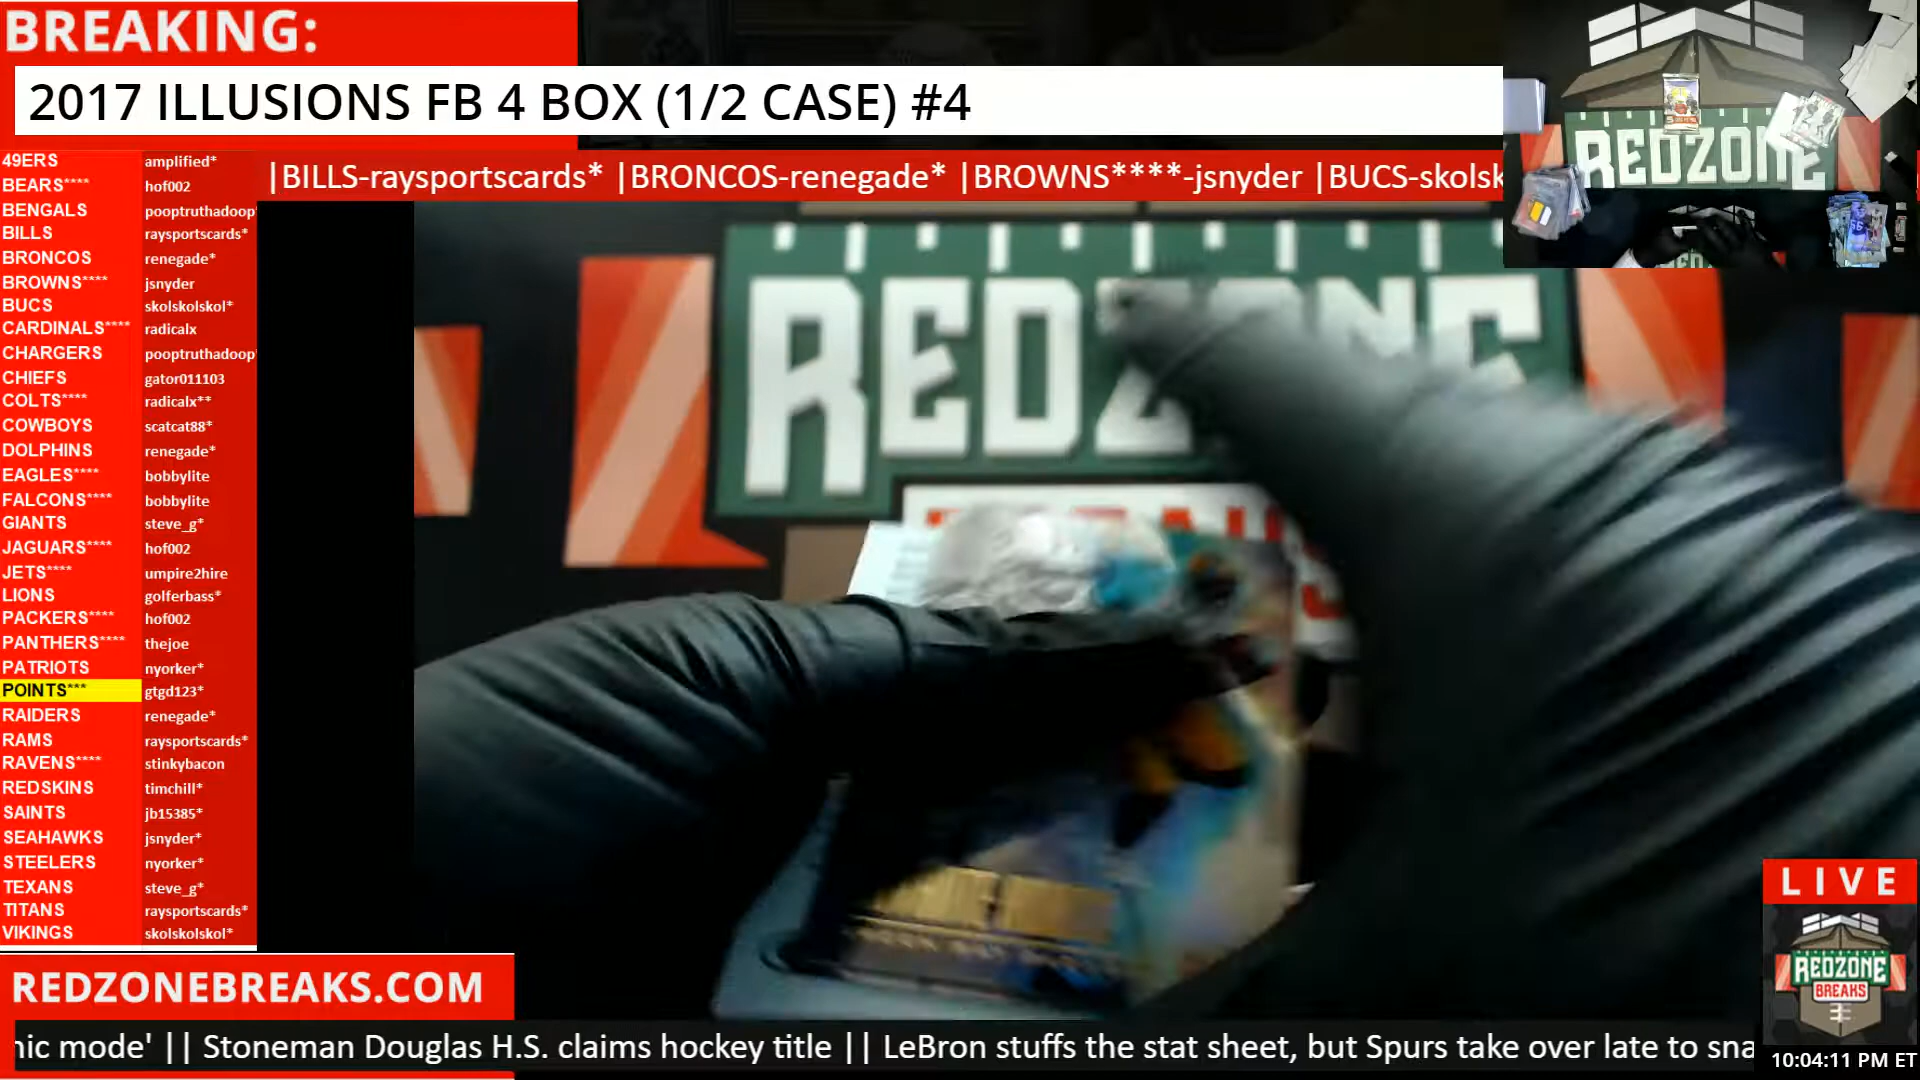 BREAKING:
2017 ILLUSIONS FB 4 BOX (1/2 CASE) #4
|BILLS-raysportscards* |BRONCOS-renegade* |BROWNS****-jsnyder |BUCS-skolsk
49ERS amplified*
BEARS**** hof002
BENGALS pooptruthadoop
BILLS raysportscards*
BRONCOS renegade*
BROWNS**** jsnyder
BUCS skolskolskol*
CARDINALS**** radicalx
CHARGERS pooptruthadoop
CHIEFS gator011103
COLTS**** radicalx**
COWBOYS scatcat88*
DOLPHINS renegade*
EAGLES**** bobbylite
FALCONS**** bobbylite
GIANTS steve_g*
JAGUARS**** hof002
JETS**** umpire2hire
LIONS golferbass*
PACKERS**** hof002
PANTHERS**** thejoe
PATRIOTS nyorker*
POINTS*** gtgd123*
RAIDERS renegade*
RAMS raysportscards*
RAVENS**** stinkybacon
REDSKINS timchill*
SAINTS jb15385*
SEAHAWKS jsnyder*
STEELERS nyorker*
TEXANS steve_g*
TITANS raysportscards*
VIKINGS skolskolskol*
REDZONE
REDZONE
LIVE
REDZONE
BREAKS
REDZONEBREAKS.COM
nic mode' || Stoneman Douglas H.S. claims hockey title || LeBron stuffs the stat sheet, but Spurs take over late to sna
10:04:11 PM ET